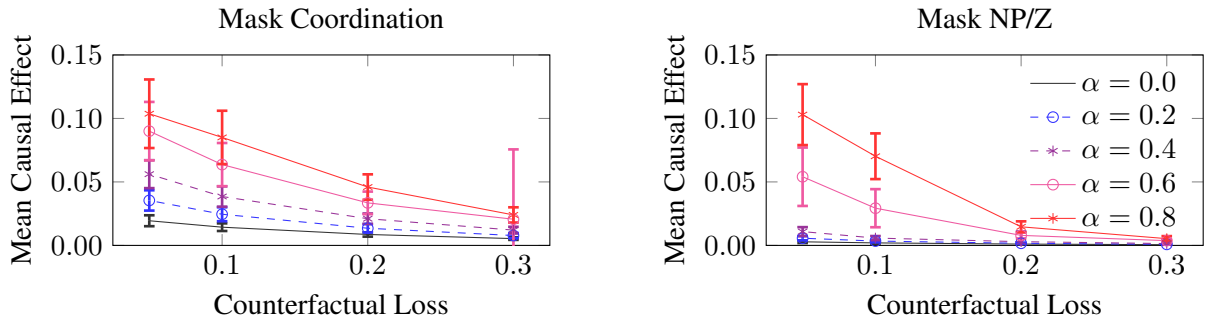 Mask Coordination
Mean Causal Effect
0.15
0.10
0.05
0.00
0.1
0.2
0.3
Counterfactual Loss
Mask NP/Z
Mean Causal Effect
0.15
0.10
0.05
0.00
0.1
0.2
0.3
Counterfactual Loss
α = 0.0
α = 0.2
α = 0.4
α = 0.6
α = 0.8